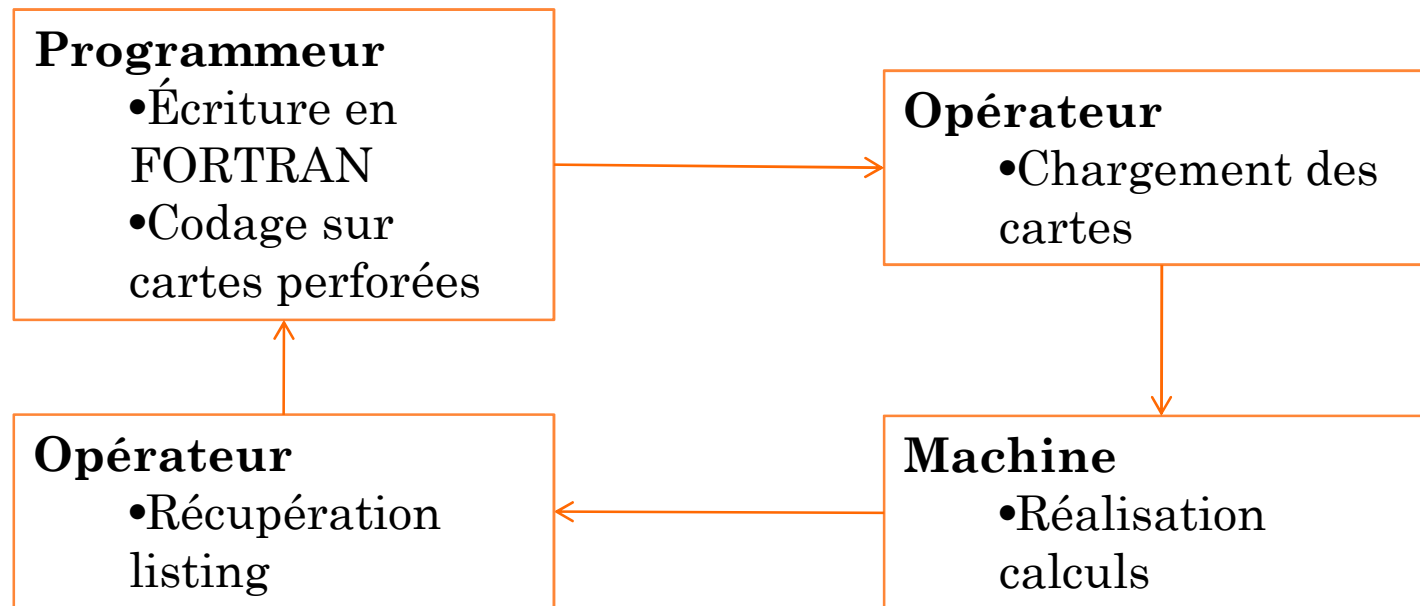 Programmeur
•Écriture en
FORTRAN
•Codage sur
cartes perforées
Opérateur
•Chargement des
cartes
Opérateur
•Récupération
listing
Machine
•Réalisation
calculs